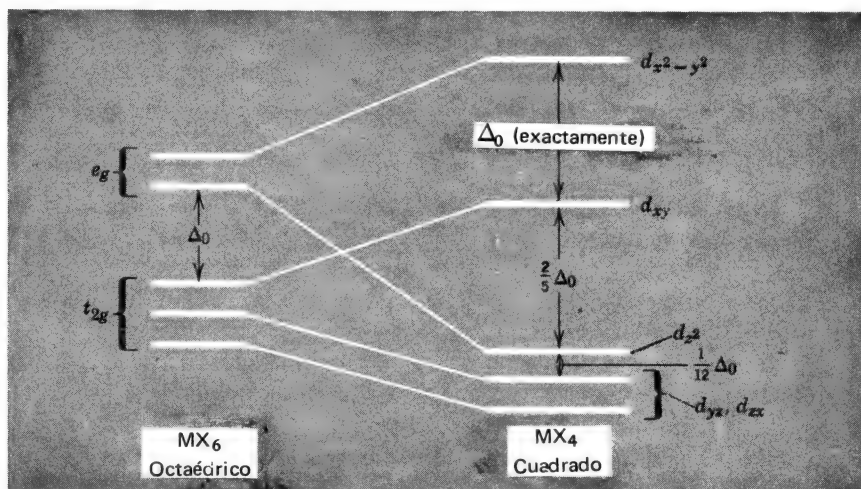 d_{x² – y²}
Δ₀ (exactamente)
e_g
d_{xy}
Δ₀
2/5 Δ₀
t_{2g}
d_{z²}
1/12 Δ₀
d_{yz}, d_{zx}
MX₆
Octaédrico
MX₄
Cuadrado